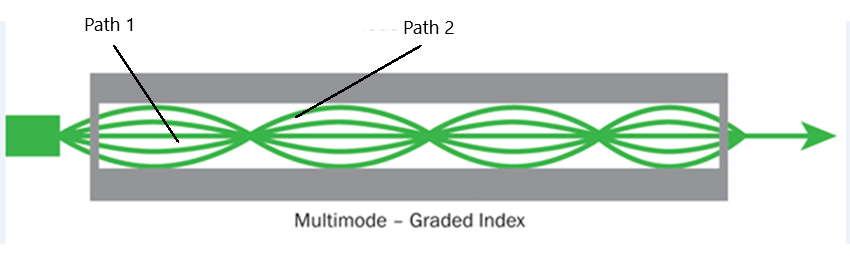 Path 1
Path 2
Multimode – Graded Index